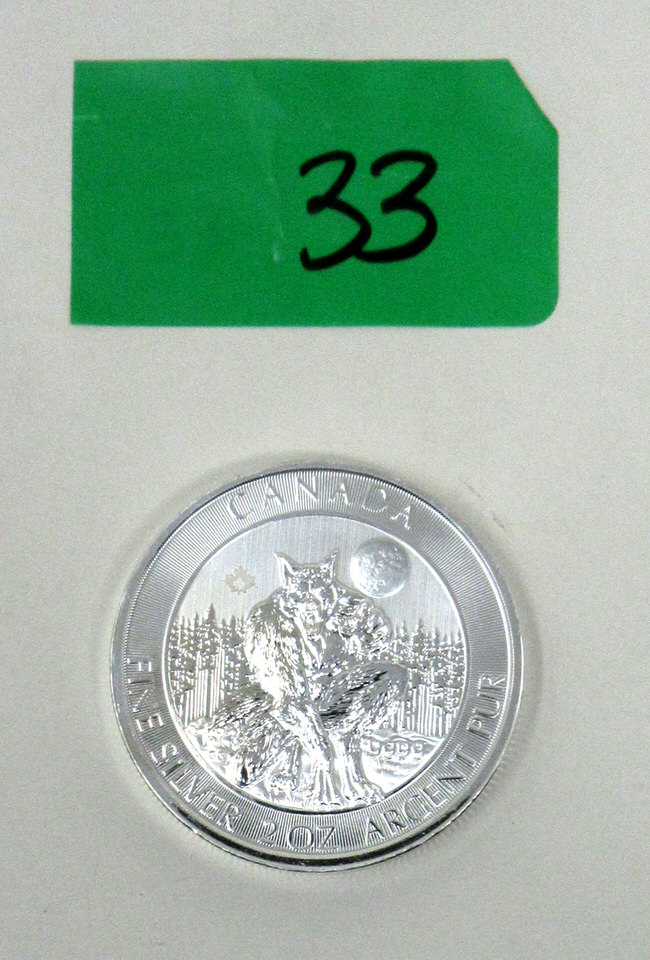 33
CANADA
FINE SILVER 2 OZ ARGENT PUR